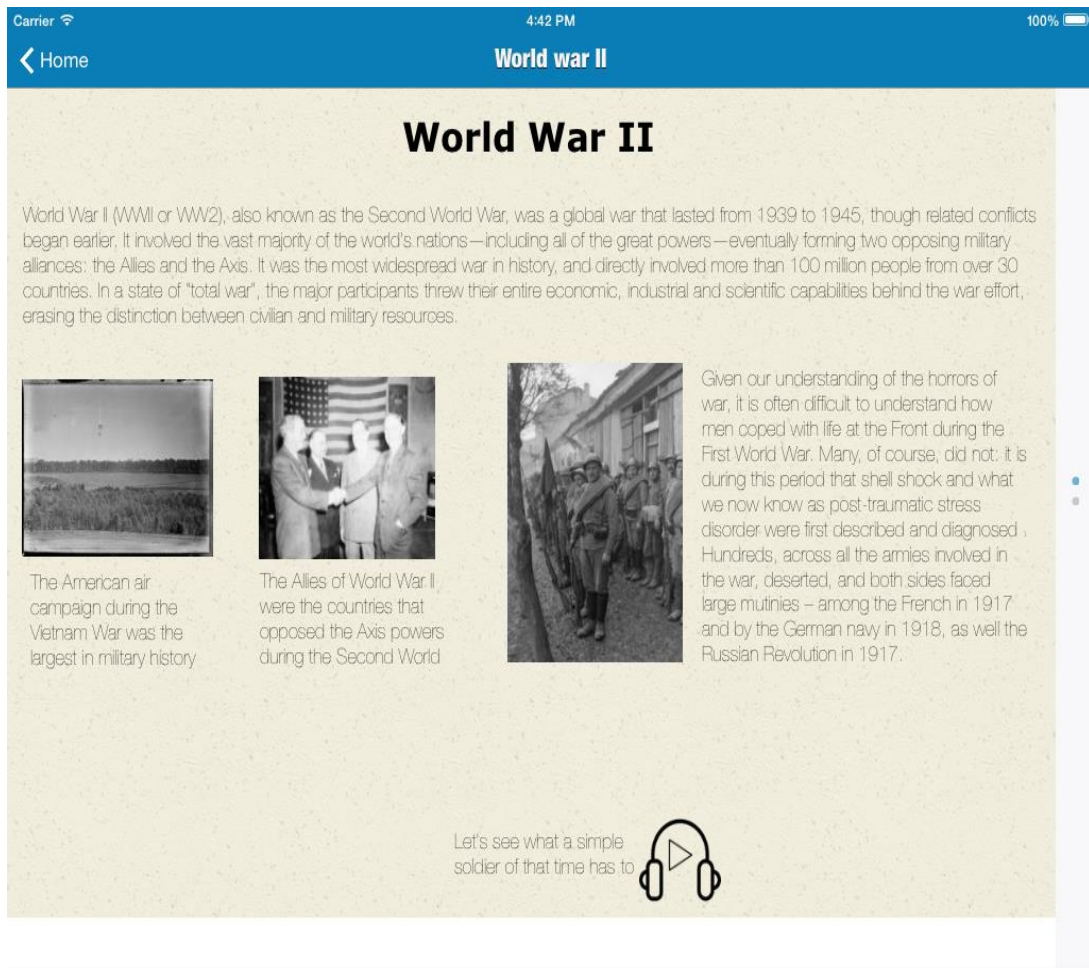 Carrier 4:42 PM 100%
Home World war II
World War II
World War II (WWII or WW2), also known as the Second World War, was a global war that lasted from 1939 to 1945, though related conflicts
began earlier. It involved the vast majority of the world's nations—including all of the great powers—eventually forming two opposing military
alliances: the Allies and the Axis. It was the most widespread war in history, and directly involved more than 100 million people from over 30
countries. In a state of "total war", the major participants threw their entire economic, industrial and scientific capabilities behind the war effort,
erasing the distinction between civilian and military resources.
The American air
campaign during the
Vietnam War was the
largest in military history
The Allies of World War II
were the countries that
opposed the Axis powers
during the Second World
Given our understanding of the horrors of
war, it is often difficult to understand how
men coped with life at the Front during the
First World War. Many, of course, did not: it is
during this period that shell shock and what
we now know as post-traumatic stress
disorder were first described and diagnosed .
Hundreds, across all the armies involved in
the war, deserted, and both sides faced
large mutinies – among the French in 1917
and by the German navy in 1918, as well the
Russian Revolution in 1917.
Let's see what a simple
soldier of that time has to